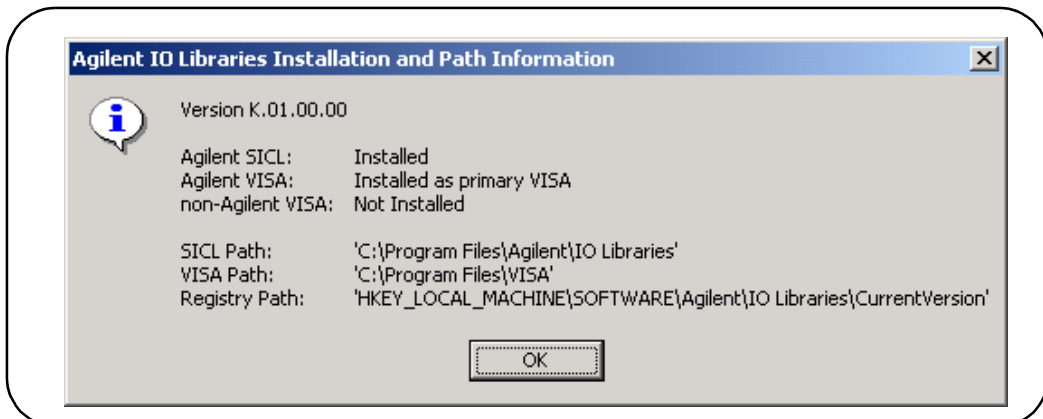 Agilent IO Libraries Installation and Path Information
Version K.01.00.00
Agilent SICL: Installed
Agilent VISA: Installed as primary VISA
non-Agilent VISA: Not Installed
SICL Path: 'C:\Program Files\Agilent\IO Libraries'
VISA Path: 'C:\Program Files\VISA'
Registry Path: 'HKEY_LOCAL_MACHINE\SOFTWARE\Agilent\IO Libraries\CurrentVersion'
OK